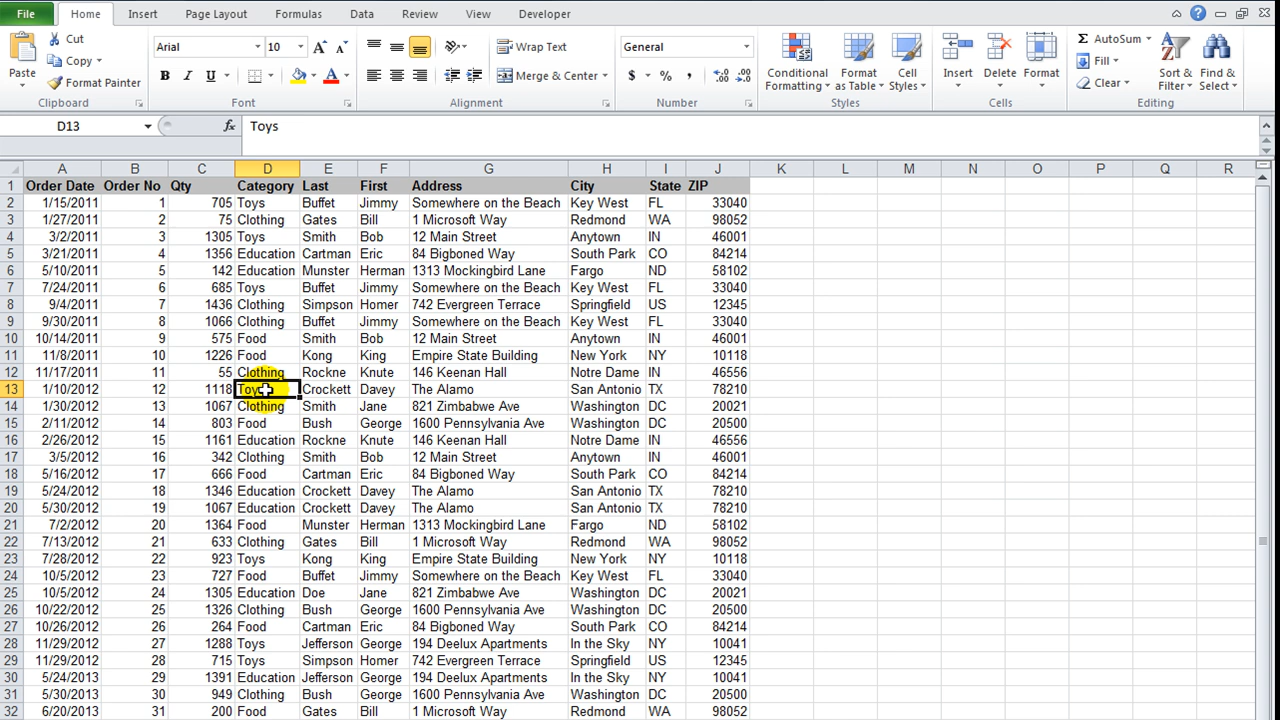 File Home Insert Page Layout Formulas Data Review View Developer
Cut Arial 10 Wrap Text General AutoSum
Copy Fill
Paste Format Painter B I U Merge & Center $ % , Conditional Formatting Format as Table Cell Styles Insert Delete Format Clear Sort & Filter Find & Select
Clipboard Font Alignment Number Styles Cells Editing
D13 fx Toys
A B C D E F G H I J K L M N O P Q R
1 Order Date Order No Qty Category Last First Address City State ZIP
2 1/15/2011 1 705 Toys Buffet Jimmy Somewhere on the Beach Key West FL 33040
3 1/27/2011 2 75 Clothing Gates Bill 1 Microsoft Way Redmond WA 98052
4 3/2/2011 3 1305 Toys Smith Bob 12 Main Street Anytown IN 46001
5 3/21/2011 4 1356 Education Cartman Eric 84 Bigboned Way South Park CO 84214
6 5/10/2011 5 142 Education Munster Herman 1313 Mockingbird Lane Fargo ND 58102
7 7/24/2011 6 685 Toys Buffet Jimmy Somewhere on the Beach Key West FL 33040
8 9/4/2011 7 1436 Clothing Simpson Homer 742 Evergreen Terrace Springfield US 12345
9 9/30/2011 8 1066 Clothing Buffet Jimmy Somewhere on the Beach Key West FL 33040
10 10/14/2011 9 575 Food Smith Bob 12 Main Street Anytown IN 46001
11 11/8/2011 10 1226 Food Kong King Empire State Building New York NY 10118
12 11/17/2011 11 55 Clothing Rockne Knute 146 Keenan Hall Notre Dame IN 46556
13 1/10/2012 12 1118 Toys Crockett Davey The Alamo San Antonio TX 78210
14 1/30/2012 13 1067 Clothing Smith Jane 821 Zimbabwe Ave Washington DC 20021
15 2/11/2012 14 803 Food Bush George 1600 Pennsylvania Ave Washington DC 20500
16 2/26/2012 15 1161 Education Rockne Knute 146 Keenan Hall Notre Dame IN 46556
17 3/5/2012 16 342 Clothing Smith Bob 12 Main Street Anytown IN 46001
18 5/16/2012 17 666 Food Cartman Eric 84 Bigboned Way South Park CO 84214
19 5/24/2012 18 1346 Education Crockett Davey The Alamo San Antonio TX 78210
20 5/30/2012 19 1067 Education Crockett Davey The Alamo San Antonio TX 78210
21 7/2/2012 20 1364 Food Munster Herman 1313 Mockingbird Lane Fargo ND 58102
22 7/13/2012 21 633 Clothing Gates Bill 1 Microsoft Way Redmond WA 98052
23 7/28/2012 22 923 Toys Kong King Empire State Building New York NY 10118
24 10/5/2012 23 727 Food Buffet Jimmy Somewhere on the Beach Key West FL 33040
25 10/5/2012 24 1305 Education Doe Jane 821 Zimbabwe Ave Washington DC 20021
26 10/22/2012 25 1326 Clothing Bush George 1600 Pennsylvania Ave Washington DC 20500
27 10/26/2012 26 264 Food Cartman Eric 84 Bigboned Way South Park CO 84214
28 11/29/2012 27 1288 Toys Jefferson George 194 Deelux Apartments In the Sky NY 10041
29 11/29/2012 28 715 Toys Simpson Homer 742 Evergreen Terrace Springfield US 12345
30 5/24/2013 29 1391 Education Jefferson George 194 Deelux Apartments In the Sky NY 10041
31 5/30/2013 30 949 Clothing Bush George 1600 Pennsylvania Ave Washington DC 20500
32 6/20/2013 31 200 Food Gates Bill 1 Microsoft Way Redmond WA 98052